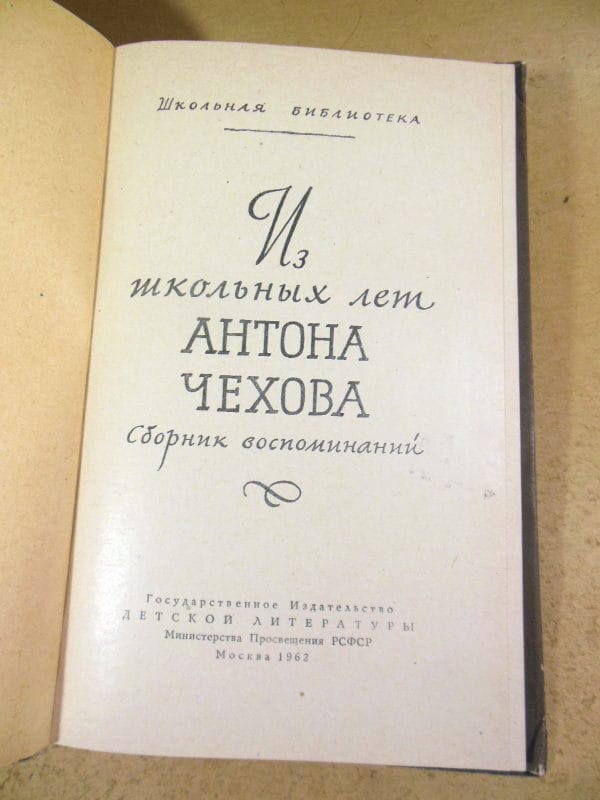 Школьная библиотека
Из
школьных лет
АНТОНА
ЧЕХОВА
Сборник воспоминаний
Государственное Издательство
ДЕТСКОЙ ЛИТЕРАТУРЫ
Министерства Просвещения РСФСР
Москва 1962